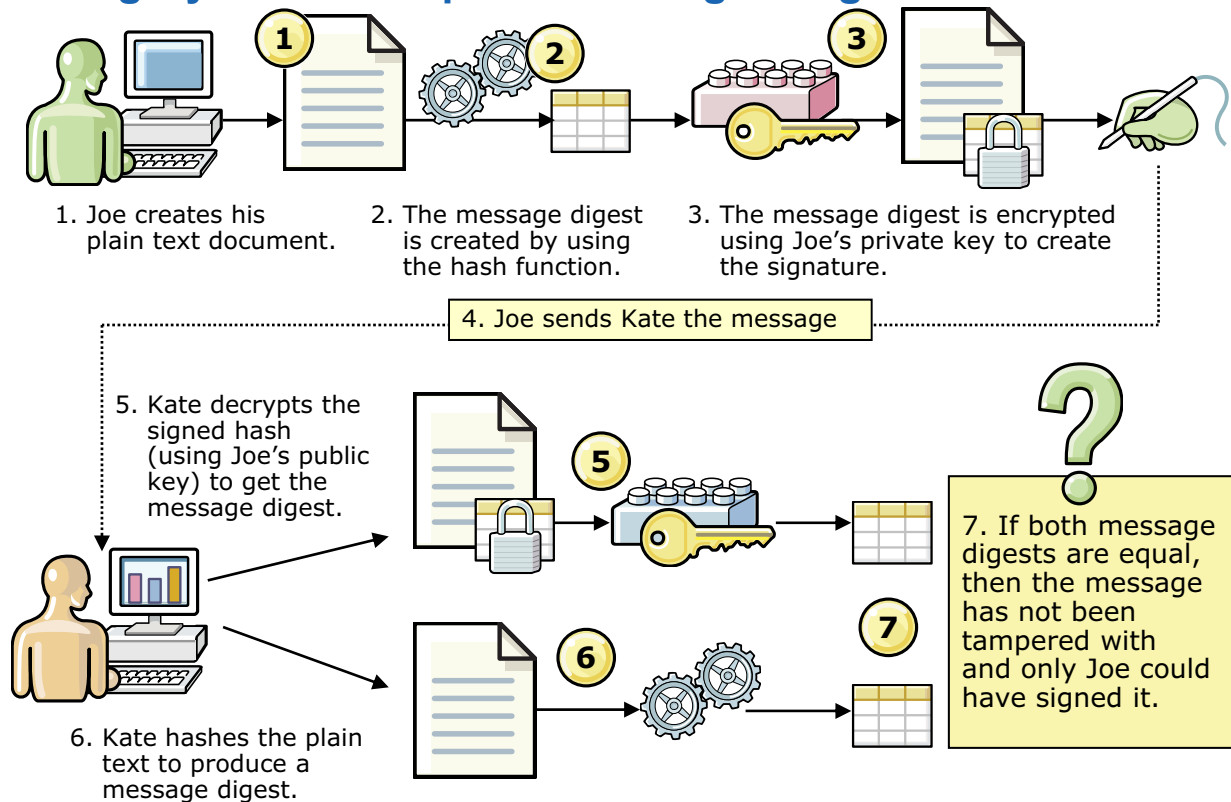 1
2
3
1. Joe creates his
plain text document.
2. The message digest
is created by using
the hash function.
3. The message digest is encrypted
using Joe’s private key to create
the signature.
4. Joe sends Kate the message
5. Kate decrypts the
signed hash
(using Joe’s public
key) to get the
message digest.
5
6
7
7. If both message
digests are equal,
then the message
has not been
tampered with
and only Joe could
have signed it.
6. Kate hashes the plain
text to produce a
message digest.